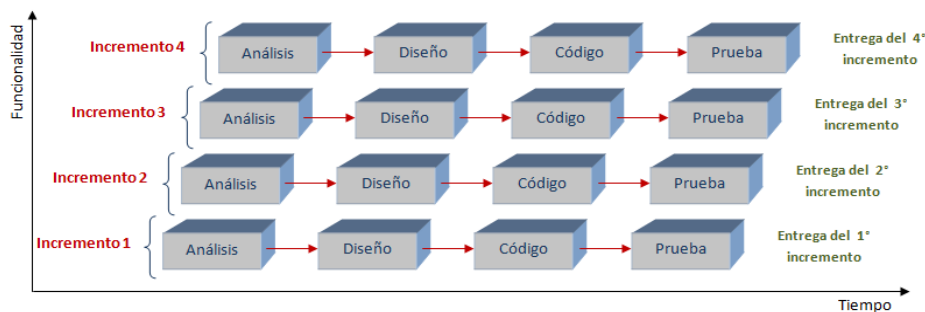 Funcionalidad
Incremento 4
Análisis
Diseño
Código
Prueba
Entrega del 4°
incremento
Incremento 3
Análisis
Diseño
Código
Prueba
Entrega del 3°
incremento
Incremento 2
Análisis
Diseño
Código
Prueba
Entrega del 2°
incremento
Incremento 1
Análisis
Diseño
Código
Prueba
Entrega del 1°
incremento
Tiempo